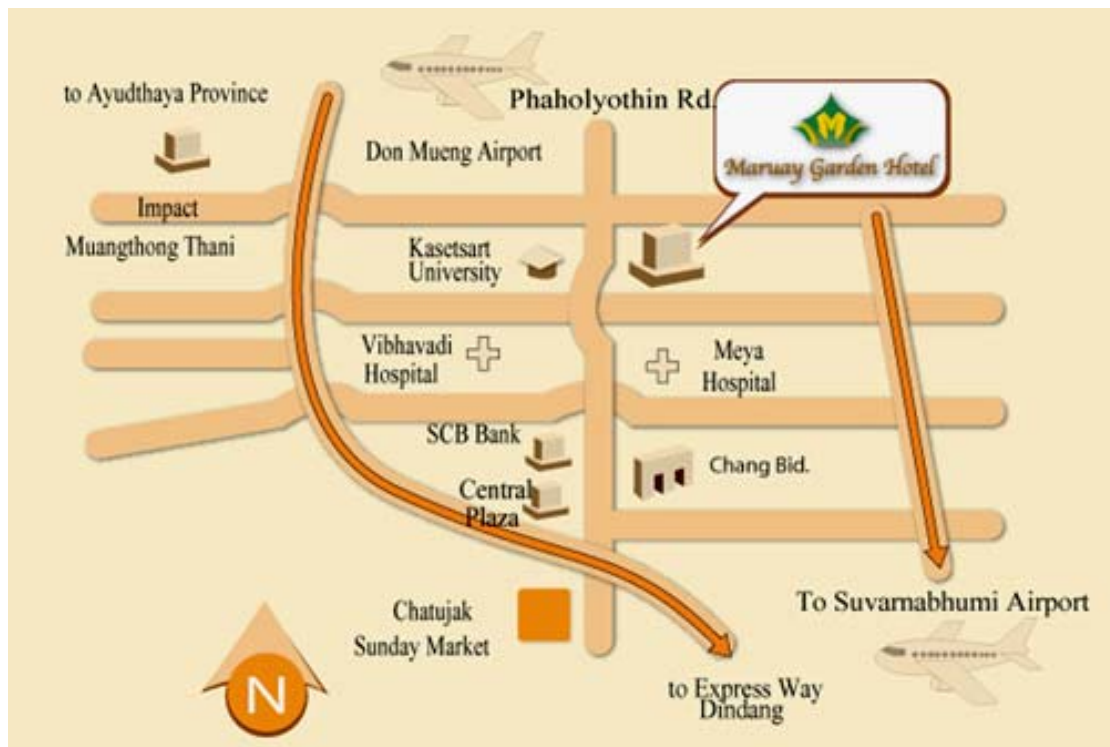 to Ayudthaya Province
Phaholyothin Rd.
M
Maruay Garden Hotel
Don Mueng Airport
Impact
Muangthong Thani
Kasetsart
University
Vibhavadi
Hospital
Meya
Hospital
SCB Bank
Chang Bid.
Central
Plaza
Chatujak
Sunday Market
To Suvarnabhumi Airport
N
to Express Way
Dindang